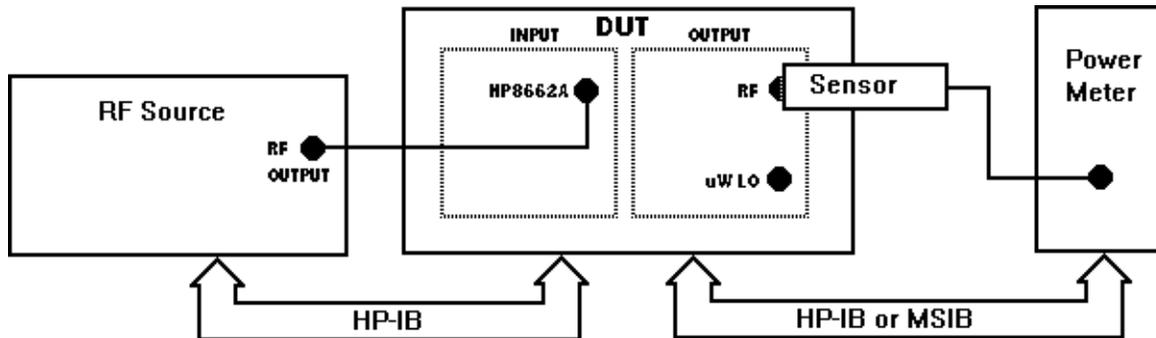 RF Source
RF
OUTPUT
DUT
INPUT
OUTPUT
HP8662A
RF
uW LO
Sensor
Power
Meter
HP-IB
HP-IB or MSIB